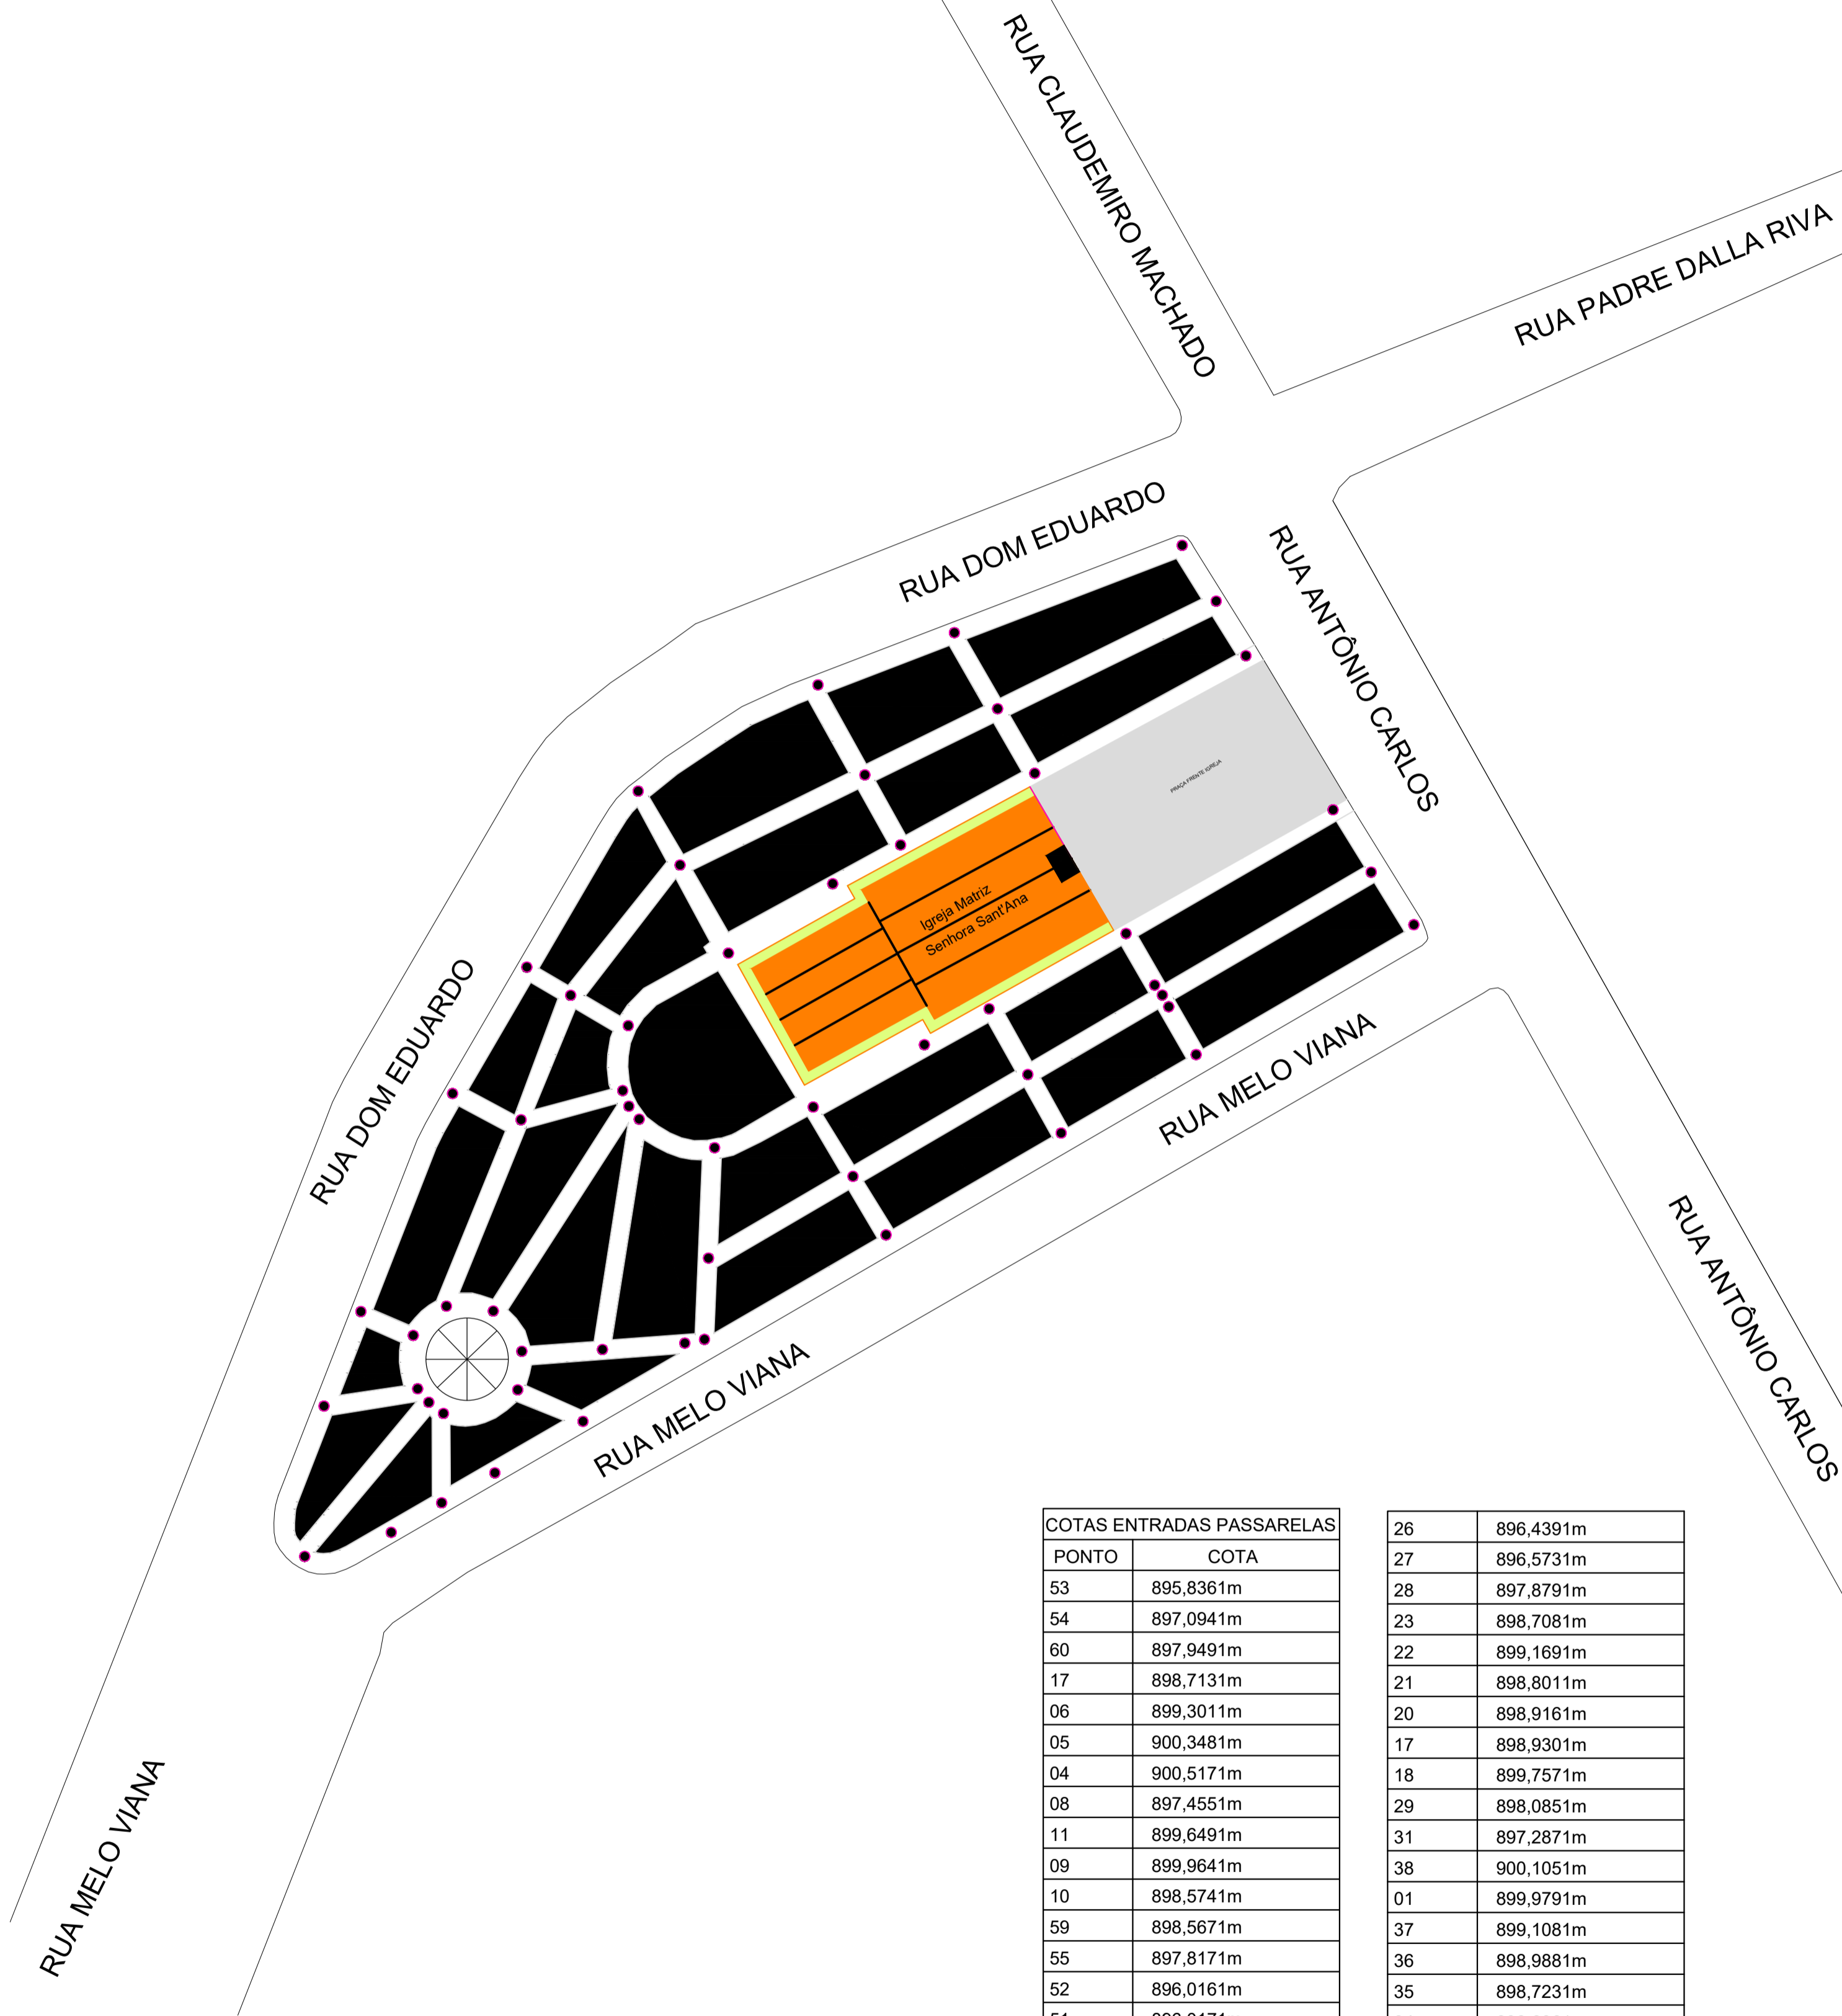 RUA CLAUDEMIRO MACHADO
RUA PADRE DALLA RIVA
RUA DOM EDUARDO
RUA ANTÔNIO CARLOS
PRAÇA FRENTE IGREJA
Igreja Matriz
Senhora Sant'Ana
RUA DOM EDUARDO
RUA MELO VIANA
RUA ANTÔNIO CARLOS
RUA MELO VIANA
RUA MELO VIANA
COTAS ENTRADAS PASSARELAS
PONTO COTA
53 895,8361m
54 897,0941m
60 897,9491m
17 898,7131m
06 899,3011m
05 900,3481m
04 900,5171m
08 897,4551m
11 899,6491m
09 899,9641m
10 898,5741m
59 898,5671m
55 897,8171m
52 896,0161m
26 896,4391m
27 896,5731m
28 897,8791m
23 898,7081m
22 899,1691m
21 898,8011m
20 898,9161m
17 898,9301m
18 899,7571m
29 898,0851m
31 897,2871m
38 900,1051m
01 899,9791m
37 899,1081m
36 898,9881m
35 898,7231m